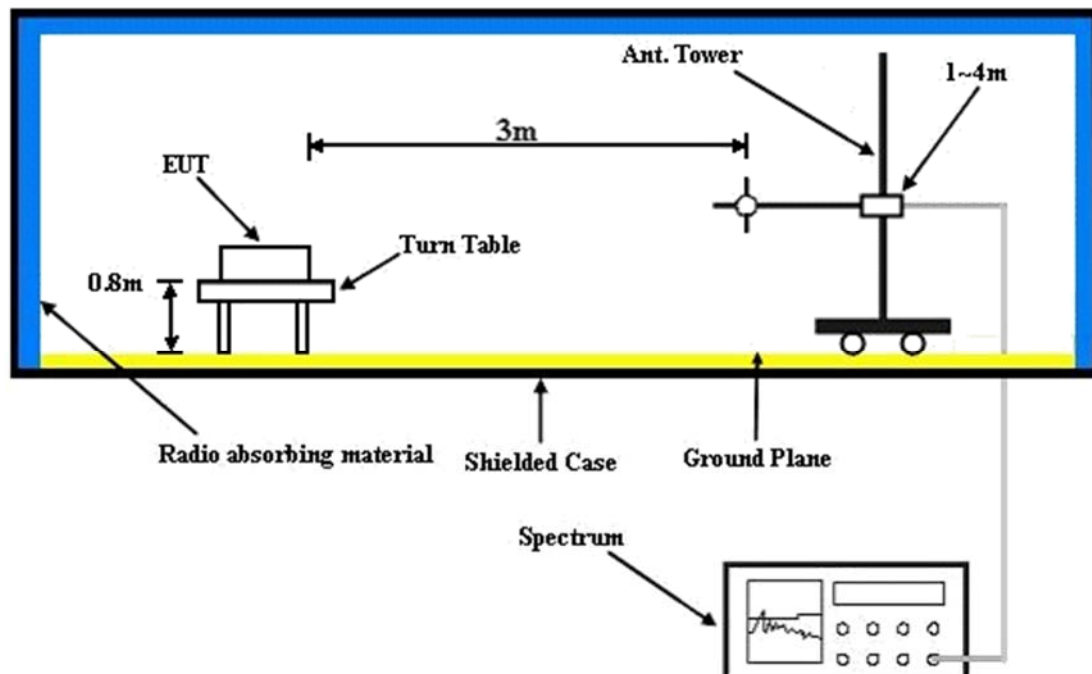 Ant. Tower
1~4m
3m
EUT
Turn Table
0.8m
Radio absorbing material
Shielded Case
Ground Plane
Spectrum